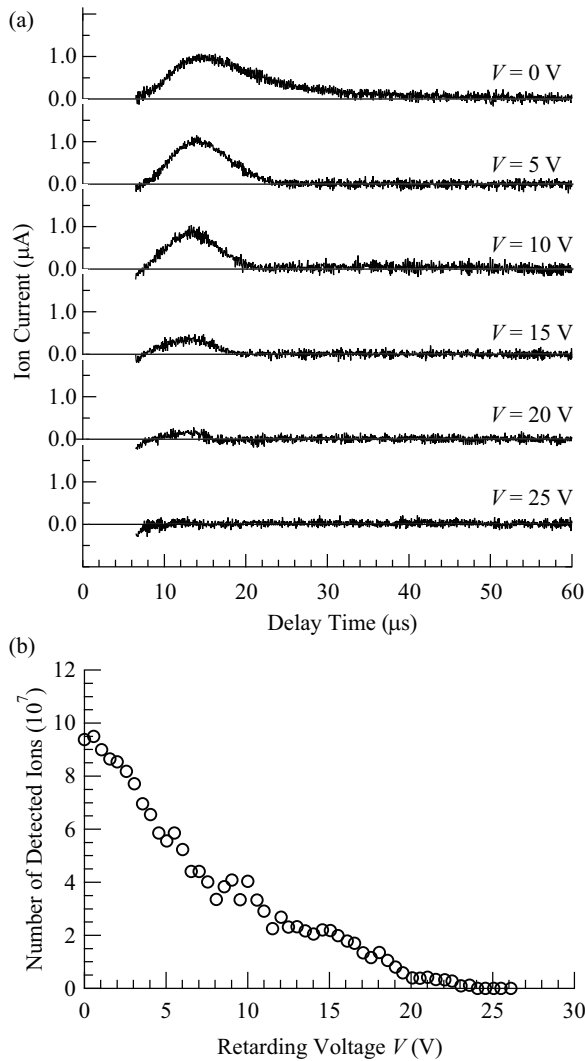 (a)
1.0
0.0
V = 0 V
1.0
0.0
V = 5 V
1.0
0.0
V = 10 V
1.0
0.0
V = 15 V
1.0
0.0
V = 20 V
1.0
0.0
V = 25 V
Ion Current (μA)
0 10 20 30 40 50 60
Delay Time (μs)
(b)
12
10
8
6
4
2
0
Number of Detected Ions (10⁷)
0 5 10 15 20 25 30
Retarding Voltage V (V)